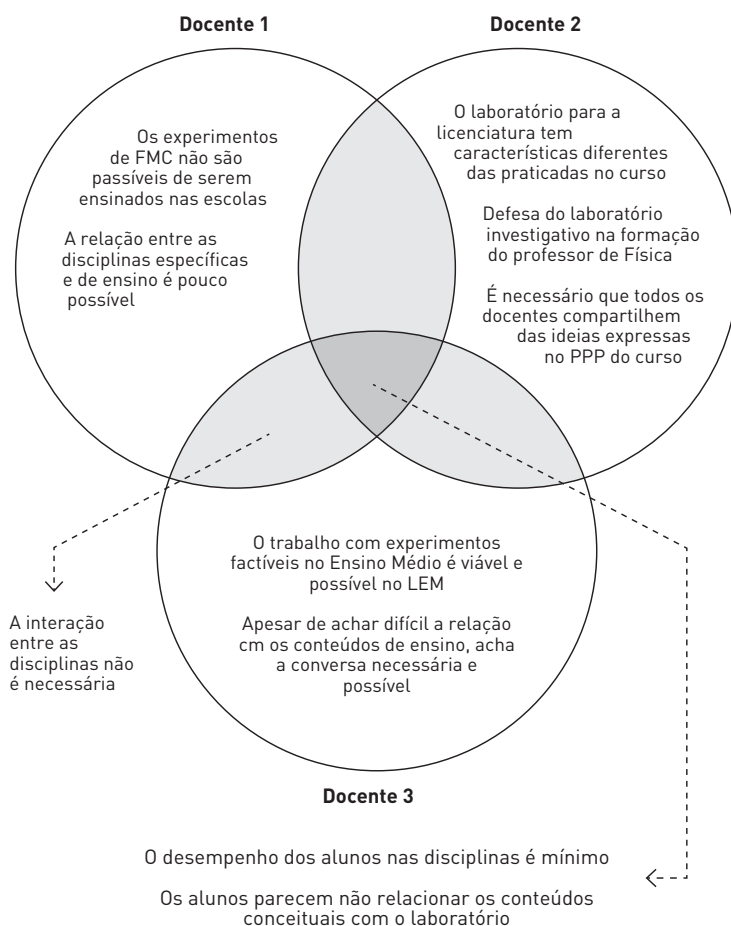 Docente 1
Docente 2
Os experimentos
de FMC não são
passíveis de serem
ensinados nas escolas
A relação entre as
disciplinas específicas
e de ensino é pouco
possível
O laboratório para a
licenciatura tem
características diferentes
das praticadas no curso
Defesa do laboratório
investigativo na formação
do professor de Física
É necessário que todos os
docentes compartilhem
das ideias expressas
no PPP do curso
O trabalho com experimentos
factíveis no Ensino Médio é viável e
possível no LEM
Apesar de achar difícil a relação
cm os conteúdos de ensino, acha
a conversa necessária e
possível
A interação
entre as
disciplinas não
é necessária
Docente 3
O desempenho dos alunos nas disciplinas é mínimo
Os alunos parecem não relacionar os conteúdos
conceituais com o laboratório